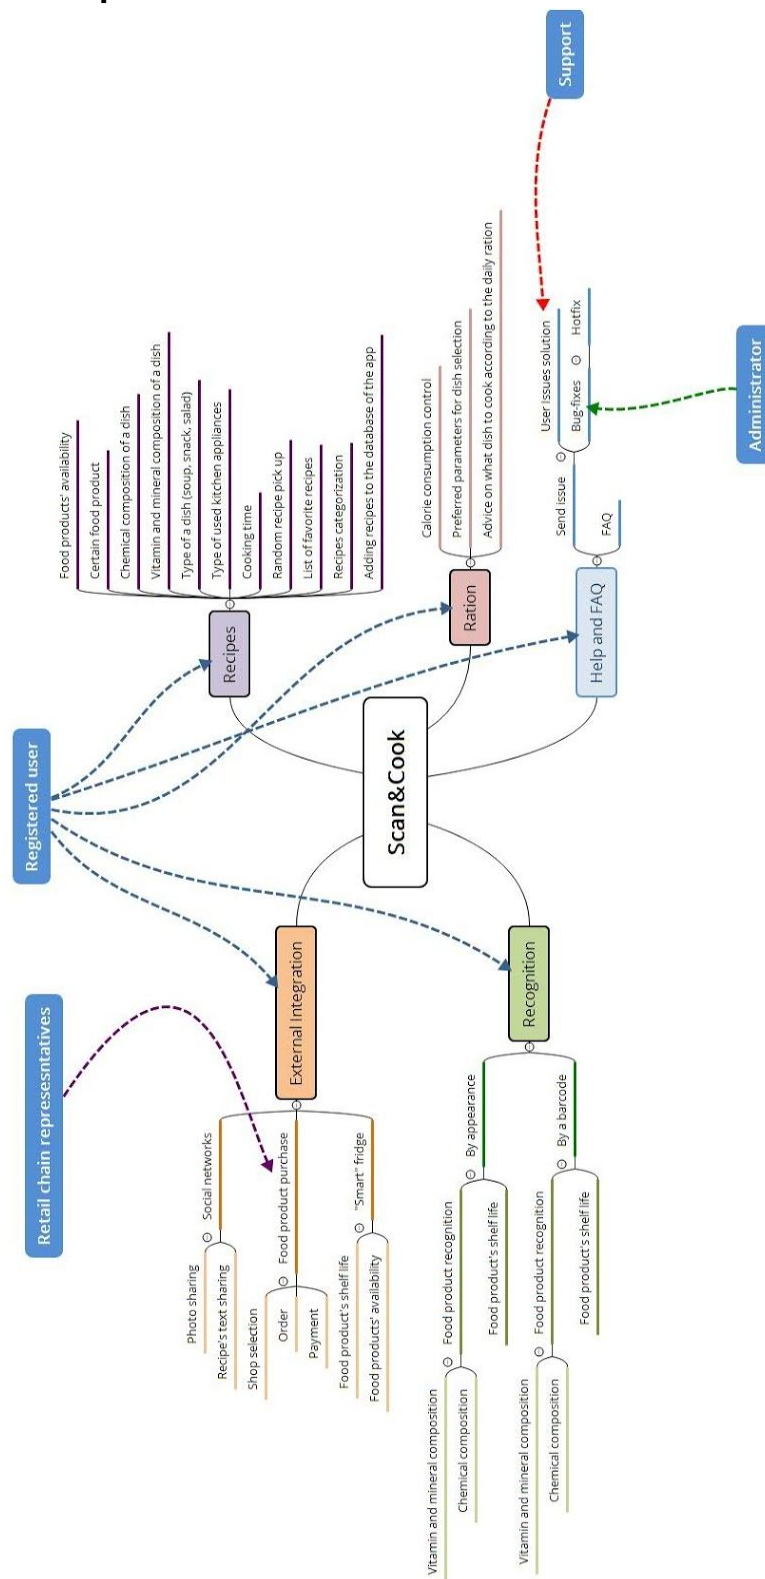 Retail chain represesntatives
Registered user
Support
Administrator
Scan&Cook
External Integration
Social networks
Photo sharing
Recipe's text sharing
Food product purchase
Shop selection
Order
Payment
"Smart" fridge
Food product's shelf life
Food products' availability
Recognition
By appearance
Food product recognition
Vitamin and mineral composition
Chemical composition
Food product's shelf life
By a barcode
Food product recognition
Vitamin and mineral composition
Chemical composition
Food product's shelf life
Recipes
Food products' availability
Certain food product
Chemical composition of a dish
Vitamin and mineral composition of a dish
Type of a dish (soup, snack, salad)
Type of used kitchen appliances
Cooking time
Random recipe pick up
List of favorite recipes
Recipes categorization
Adding recipes to the database of the app
Ration
Calorie consumption control
Preferred parameters for dish selection
Advice on what dish to cook according to the daily ration
Help and FAQ
Send issue
User issues solution
Bug-fixes
Hotfix
FAQ